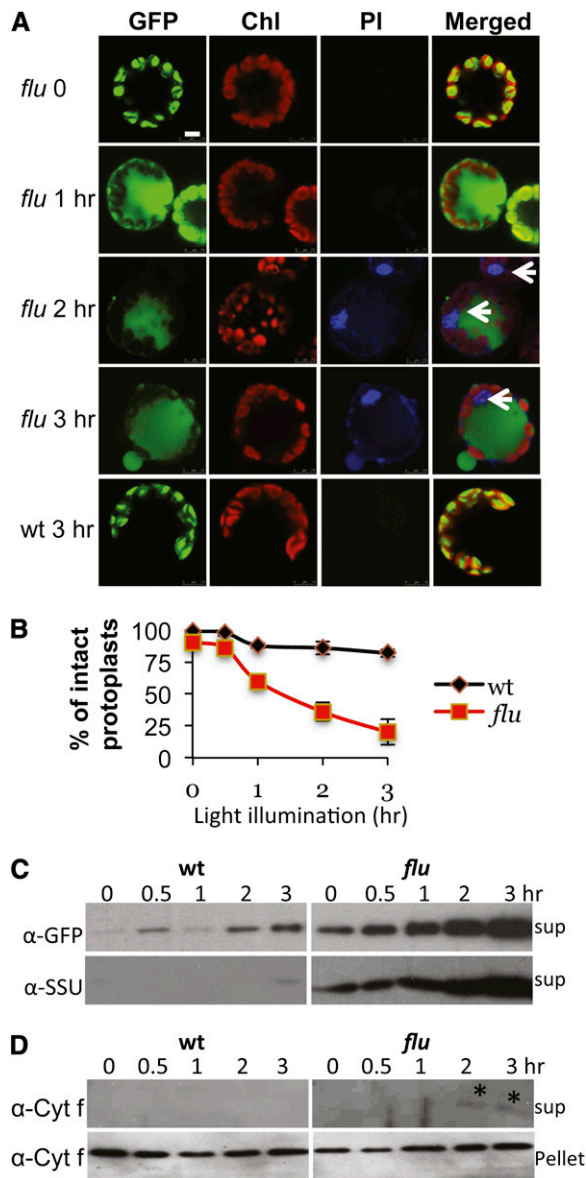 A
GFP Chl PI Merged
flu 0
flu 1 hr
flu 2 hr
flu 3 hr
wt 3 hr
B
% of intact
protoplasts
100
75
50
25
0
0 1 2 3
Light illumination (hr)
wt
flu
C
wt flu
0 0.5 1 2 3 0 0.5 1 2 3 hr
α-GFP sup
α-SSU sup
D
wt flu
0 0.5 1 2 3 0 0.5 1 2 3 hr
α-Cyt f * * sup
α-Cyt f Pellet